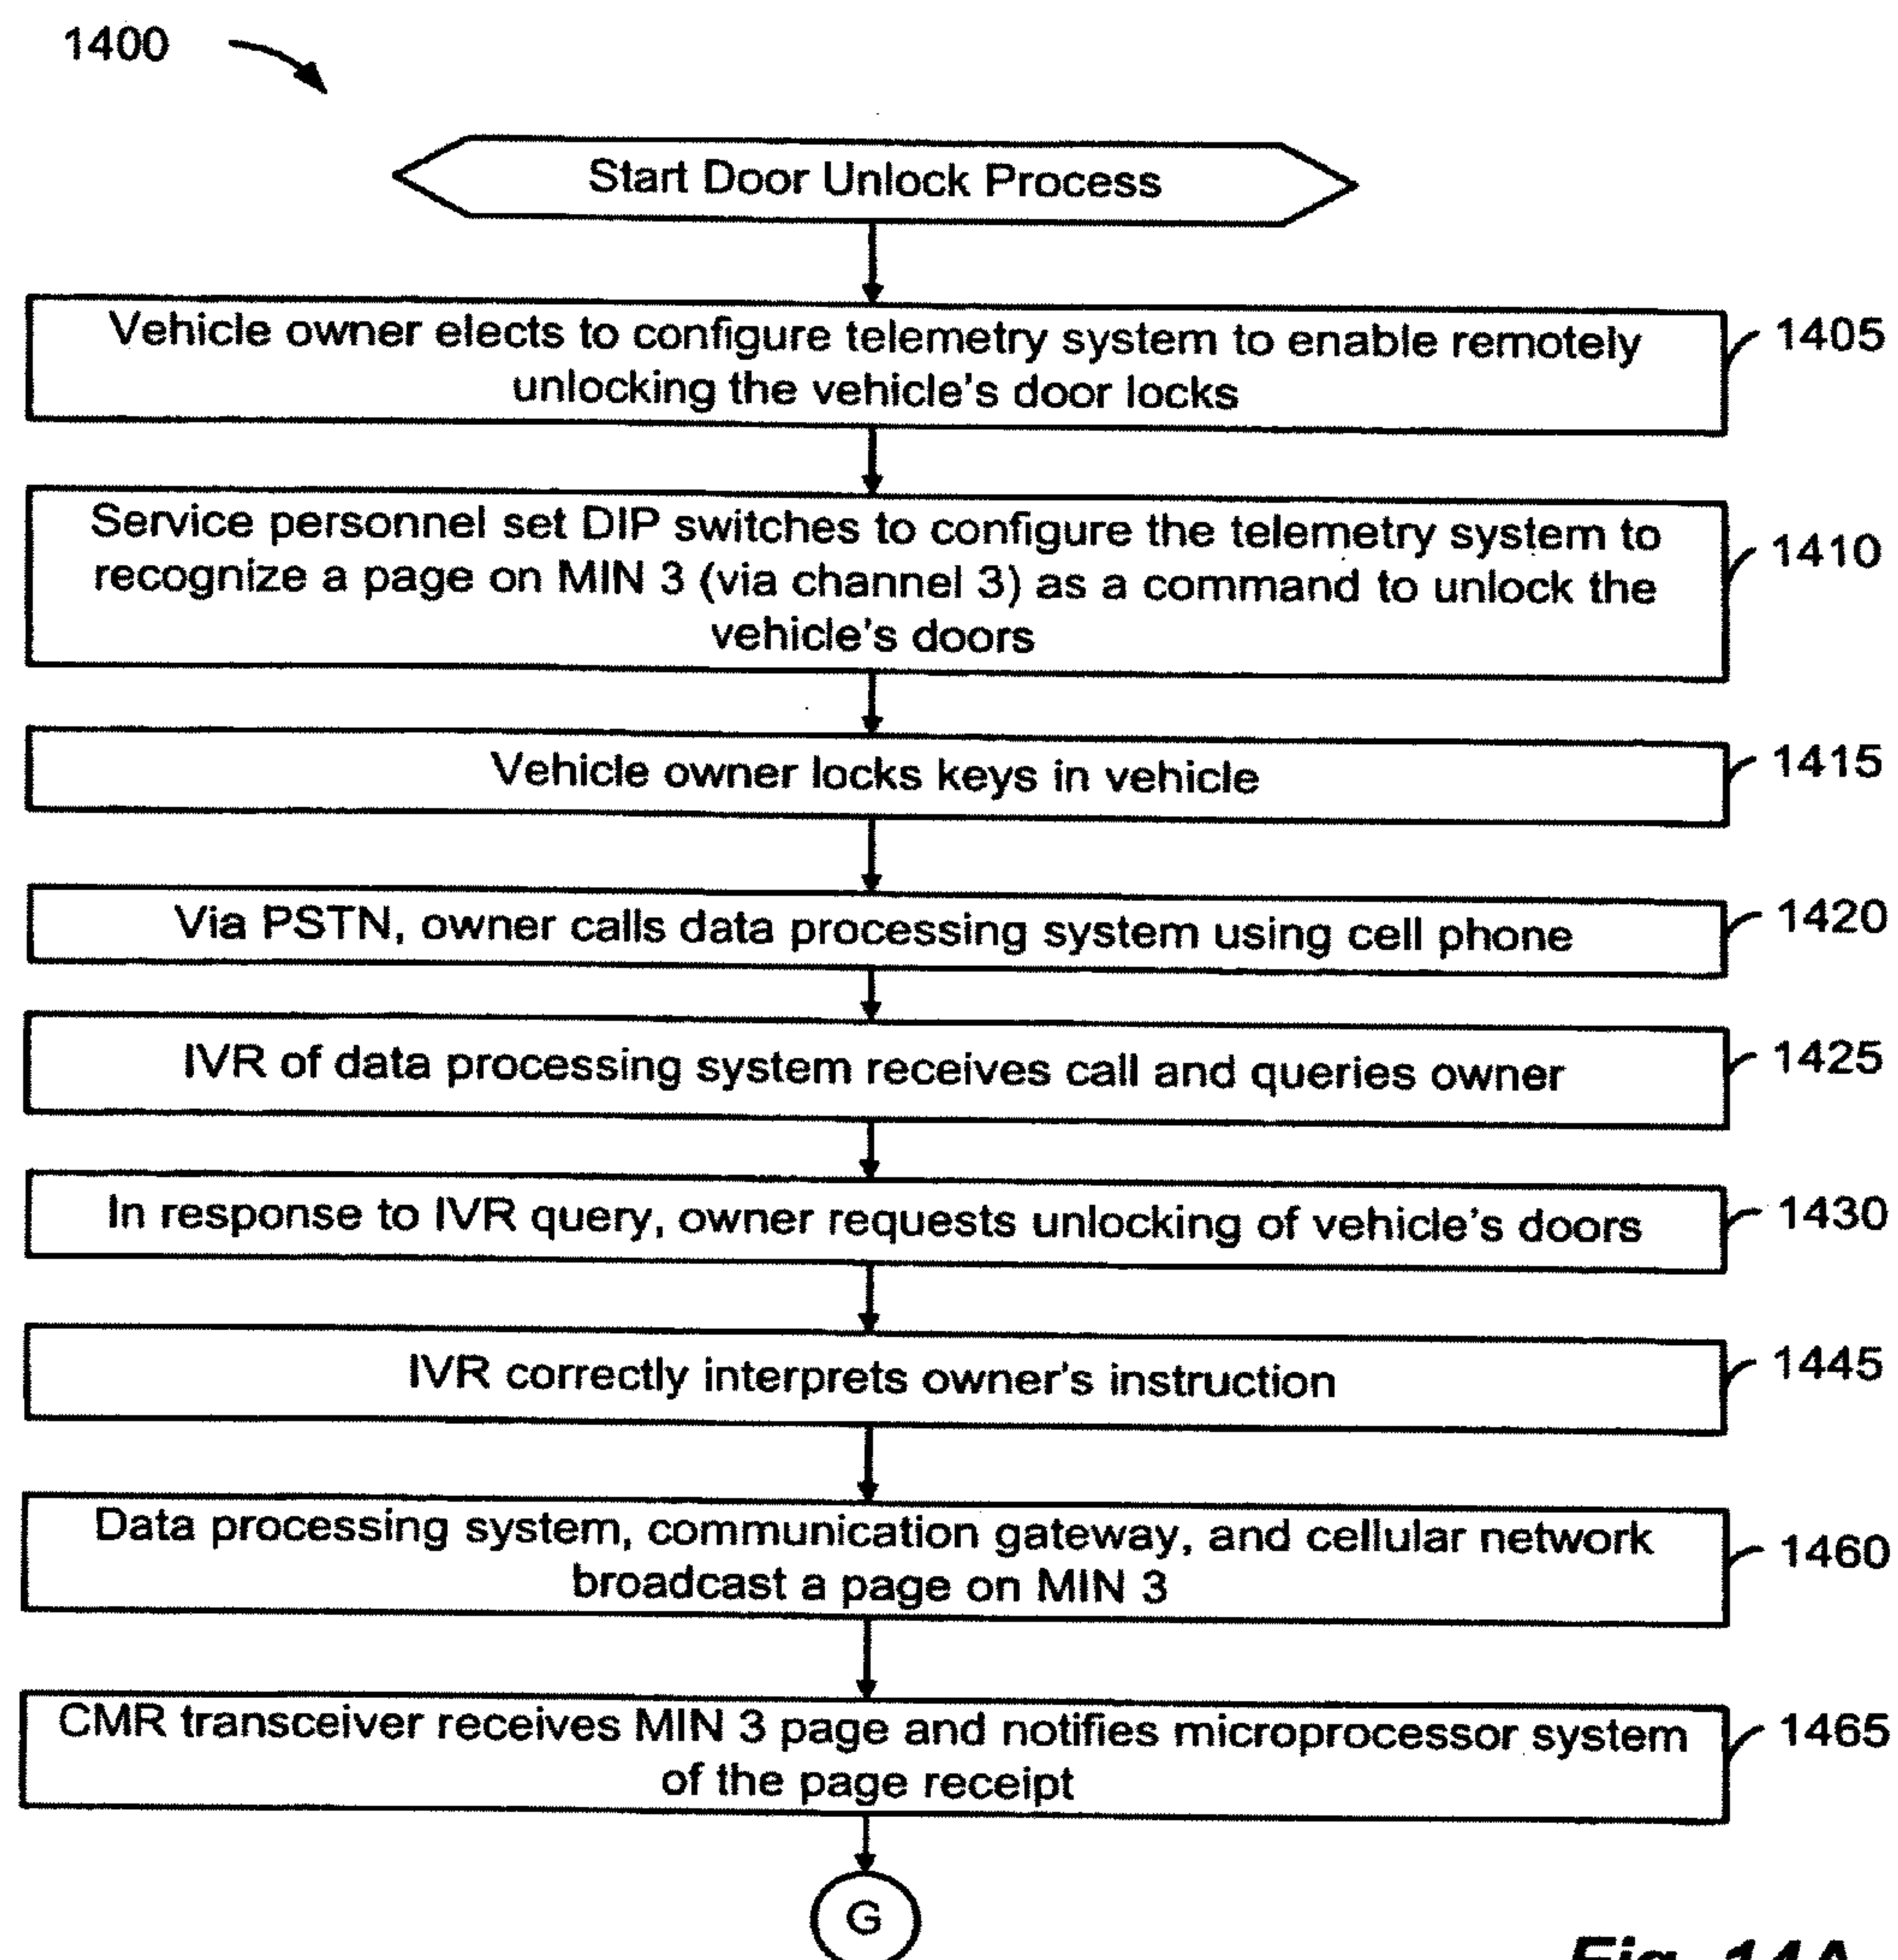 1400
Start Door Unlock Process
Vehicle owner elects to configure telemetry system to enable remotely
unlocking the vehicle's door locks
1405
Service personnel set DIP switches to configure the telemetry system to
recognize a page on MIN 3 (via channel 3) as a command to unlock the
vehicle's doors
1410
Vehicle owner locks keys in vehicle
1415
Via PSTN, owner calls data processing system using cell phone
1420
IVR of data processing system receives call and queries owner
1425
In response to IVR query, owner requests unlocking of vehicle's doors
1430
IVR correctly interprets owner's instruction
1445
Data processing system, communication gateway, and cellular network
broadcast a page on MIN 3
1460
CMR transceiver receives MIN 3 page and notifies microprocessor system
of the page receipt
1465
G
Fig. 14A